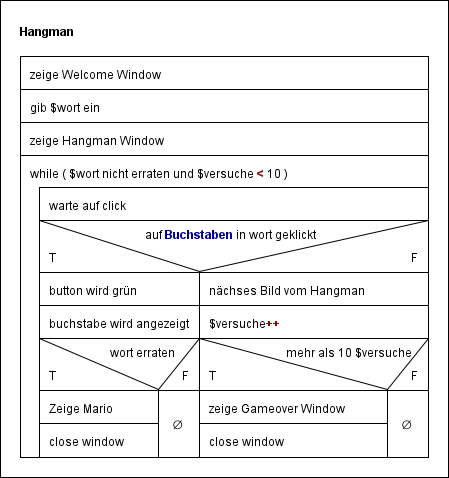 Hangman
zeige Welcome Window
gib $wort ein
zeige Hangman Window
while ( $wort nicht erraten und $versuche < 10 )
warte auf click
auf Buchstaben in wort geklickt
T F
button wird grün nächses Bild vom Hangman
buchstabe wird angezeigt $versuche++
wort erraten mehr als 10 $versuche
T F T F
Zeige Mario ∅ zeige Gameover Window ∅
close window close window